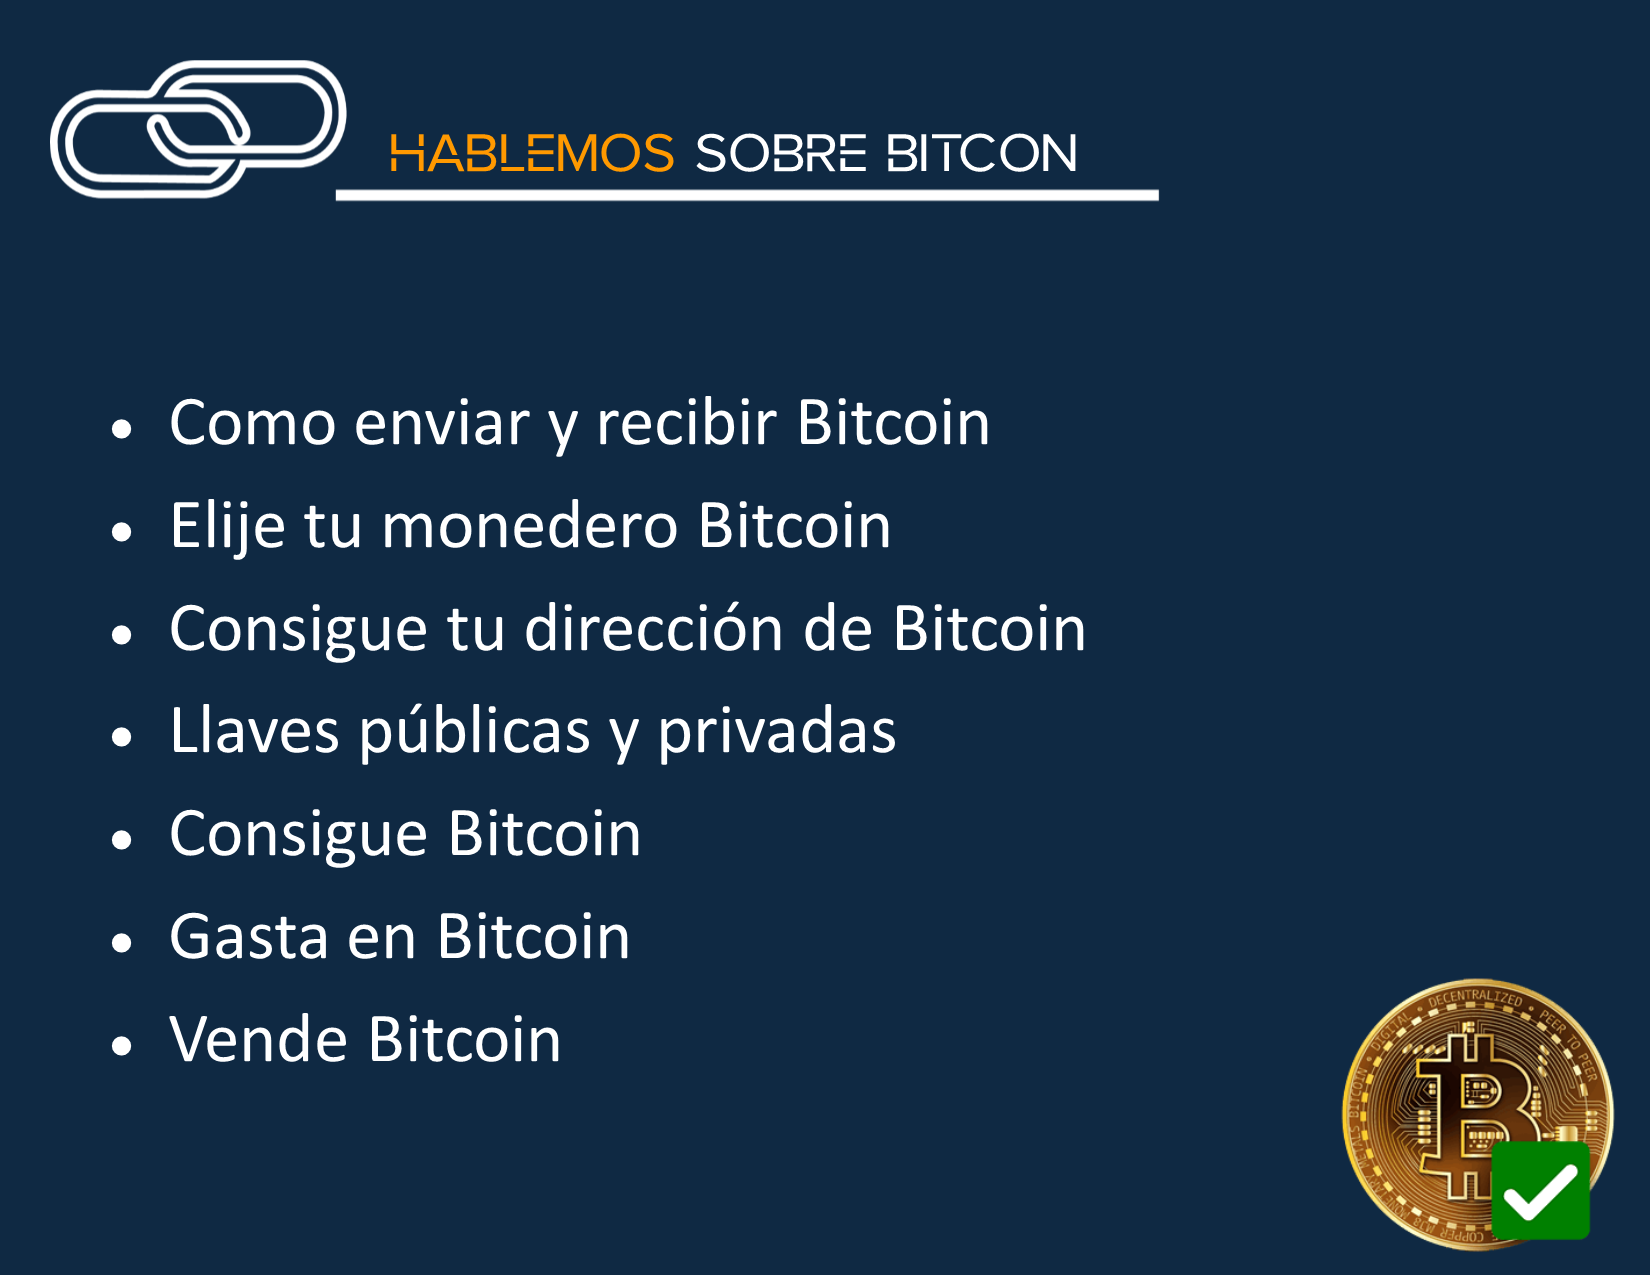 HABLEMOS SOBRE BITCON
• Como enviar y recibir Bitcoin
• Elije tu monedero Bitcoin
• Consigue tu dirección de Bitcoin
• Llaves públicas y privadas
• Consigue Bitcoin
• Gasta en Bitcoin
• Vende Bitcoin
BITCOIN • DIGITAL • DECENTRALIZED • PEER TO PEER